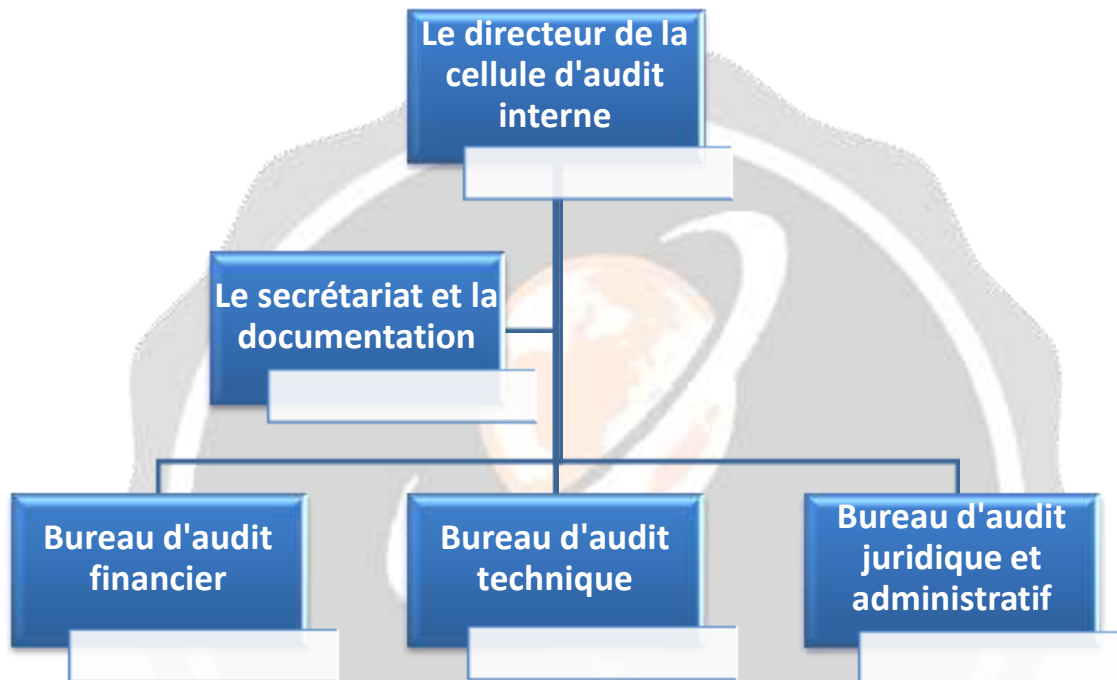 Le directeur de la
cellule d'audit
interne
Le secrétariat et la
documentation
Bureau d'audit
financier
Bureau d'audit
technique
Bureau d'audit
juridique et
administratif